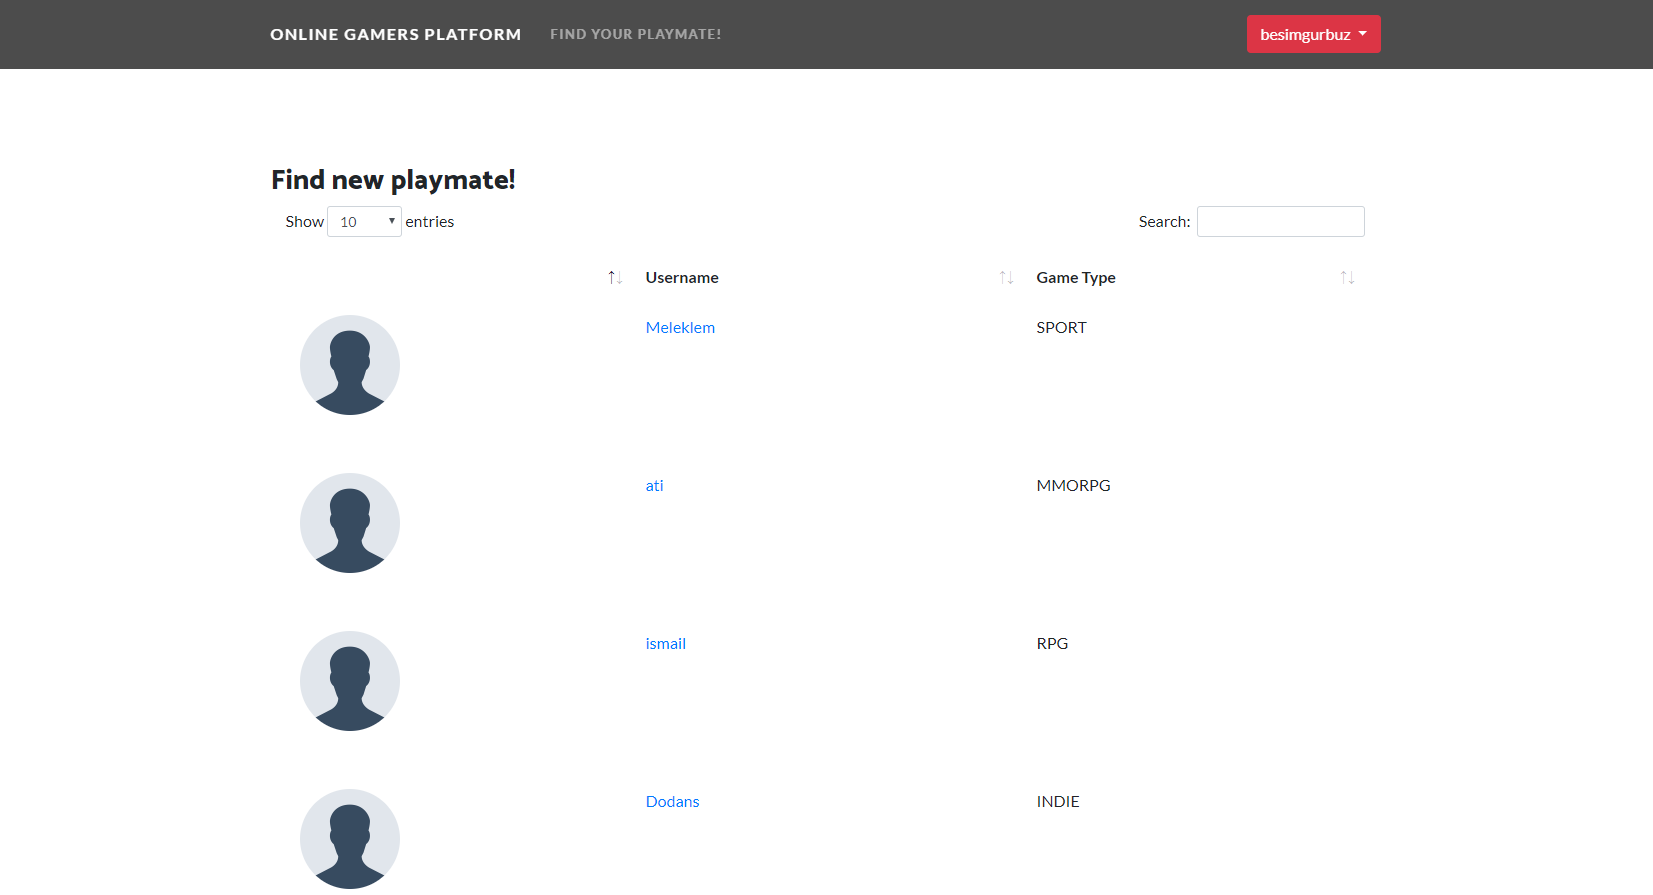 ONLINE GAMERS PLATFORM FIND YOUR PLAYMATE! besimgurbuz
Find new playmate!
Show 10 entries Search:
Username Game Type
Meleklem SPORT
ati MMORPG
ismail RPG
Dodans INDIE